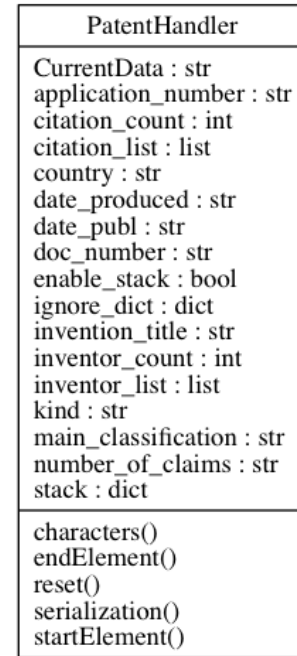 PatentHandler
CurrentData : str
application_number : str
citation_count : int
citation_list : list
country : str
date_produced : str
date_publ : str
doc_number : str
enable_stack : bool
ignore_dict : dict
invention_title : str
inventor_count : int
inventor_list : list
kind : str
main_classification : str
number_of_claims : str
stack : dict
characters()
endElement()
reset()
serialization()
startElement()